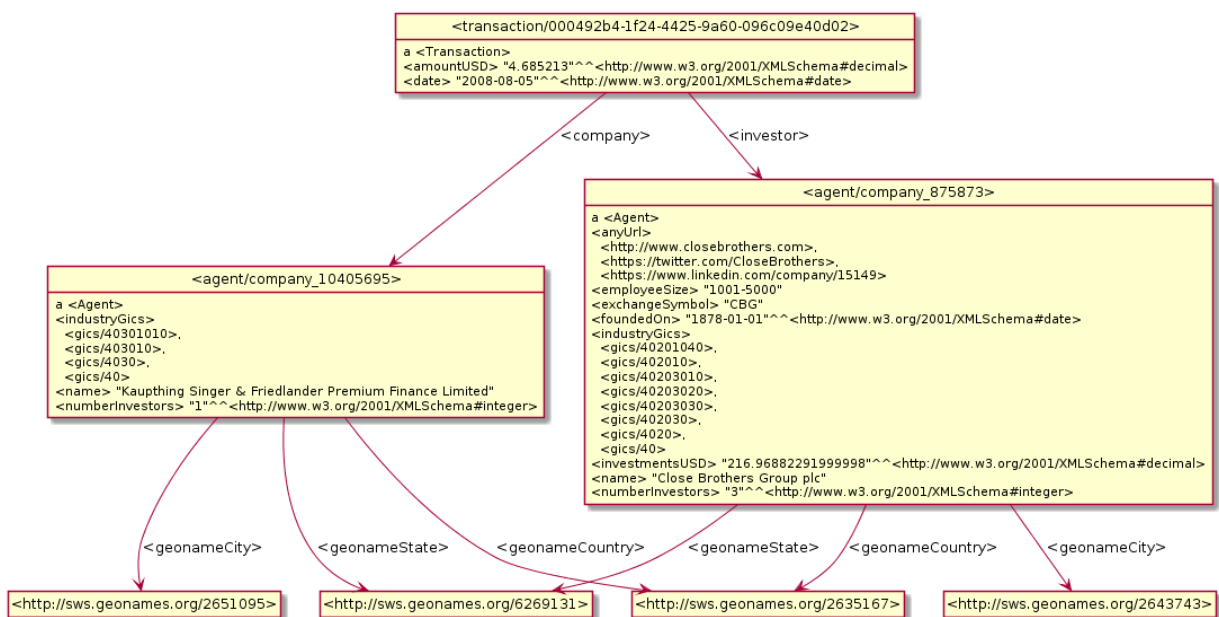 <transaction/000492b4-1f24-4425-9a60-096c09e40d02>
a <Transaction>
<amountUSD> "4.685213"^^<http://www.w3.org/2001/XMLSchema#decimal>
<date> "2008-08-05"^^<http://www.w3.org/2001/XMLSchema#date>
<company>
<investor>
<agent/company_875873>
a <Agent>
<anyUrl>
<http://www.closebrothers.com>,
<https://twitter.com/CloseBrothers>,
<https://www.linkedin.com/company/15149>
<employeeSize> "1001-5000"
<exchangeSymbol> "CBG"
<foundedOn> "1878-01-01"^^<http://www.w3.org/2001/XMLSchema#date>
<industryGics>
<gics/40201040>,
<gics/402010>,
<gics/40203010>,
<gics/40203020>,
<gics/40203030>,
<gics/402030>,
<gics/4020>,
<gics/40>
<investmentsUSD> "216.96882291999998"^^<http://www.w3.org/2001/XMLSchema#decimal>
<name> "Close Brothers Group plc"
<numberInvestors> "3"^^<http://www.w3.org/2001/XMLSchema#integer>
<agent/company_10405695>
a <Agent>
<industryGics>
<gics/40301010>,
<gics/403010>,
<gics/4030>,
<gics/40>
<name> "Kaupthing Singer & Friedlander Premium Finance Limited"
<numberInvestors> "1"^^<http://www.w3.org/2001/XMLSchema#integer>
<geonameCity>
<geonameState>
<geonameCountry>
<geonameState>
<geonameCountry>
<geonameCity>
<http://sws.geonames.org/2651095>
<http://sws.geonames.org/6269131>
<http://sws.geonames.org/2635167>
<http://sws.geonames.org/2643743>